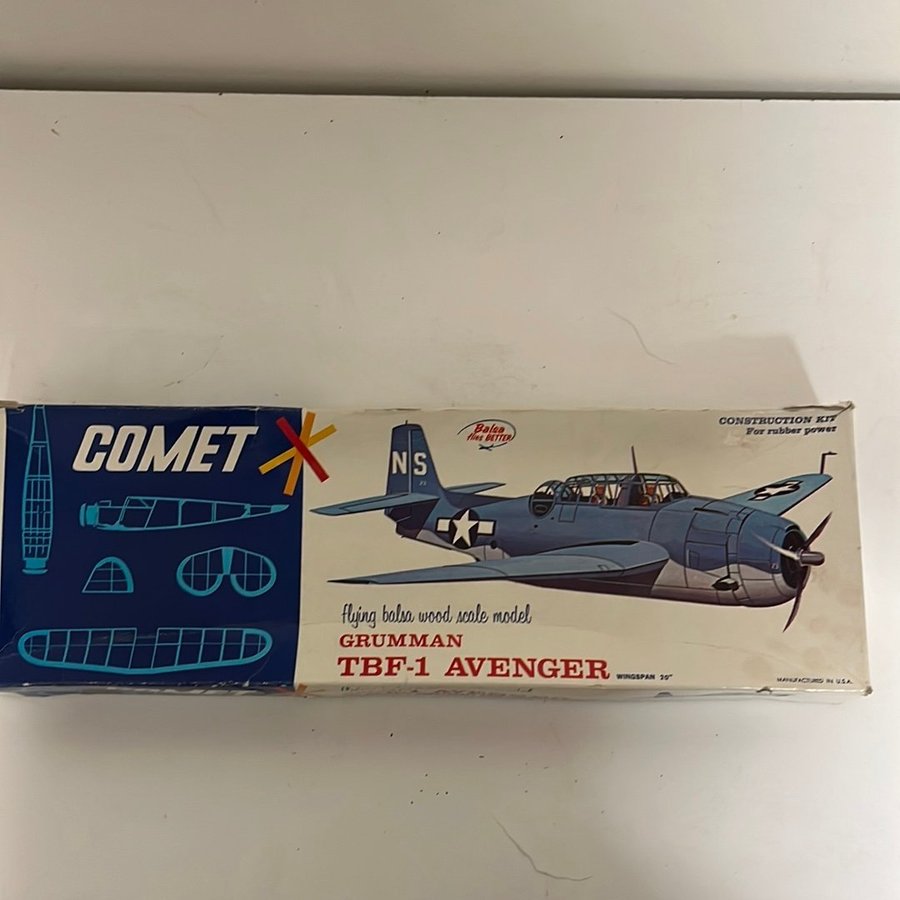 COMET
Balsa
flies BETTER
CONSTRUCTION KIT
For rubber power
NS
flying balsa wood scale model
GRUMMAN
TBF-1 AVENGER
WINGSPAN 20"
MANUFACTURED IN U.S.A.